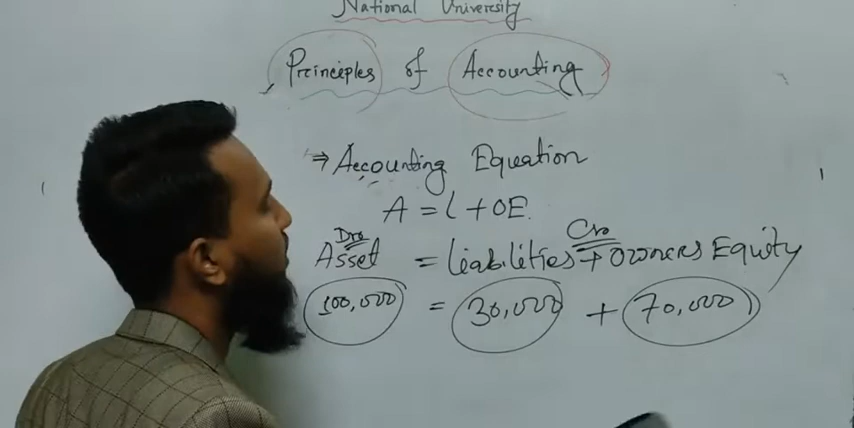 National University
Principles of Accounting
⇒ Accounting Equation
A = L + OE.
Dr Cr
Asset = Liabilities + Owners Equity
100,000 = 30,000 + 70,000